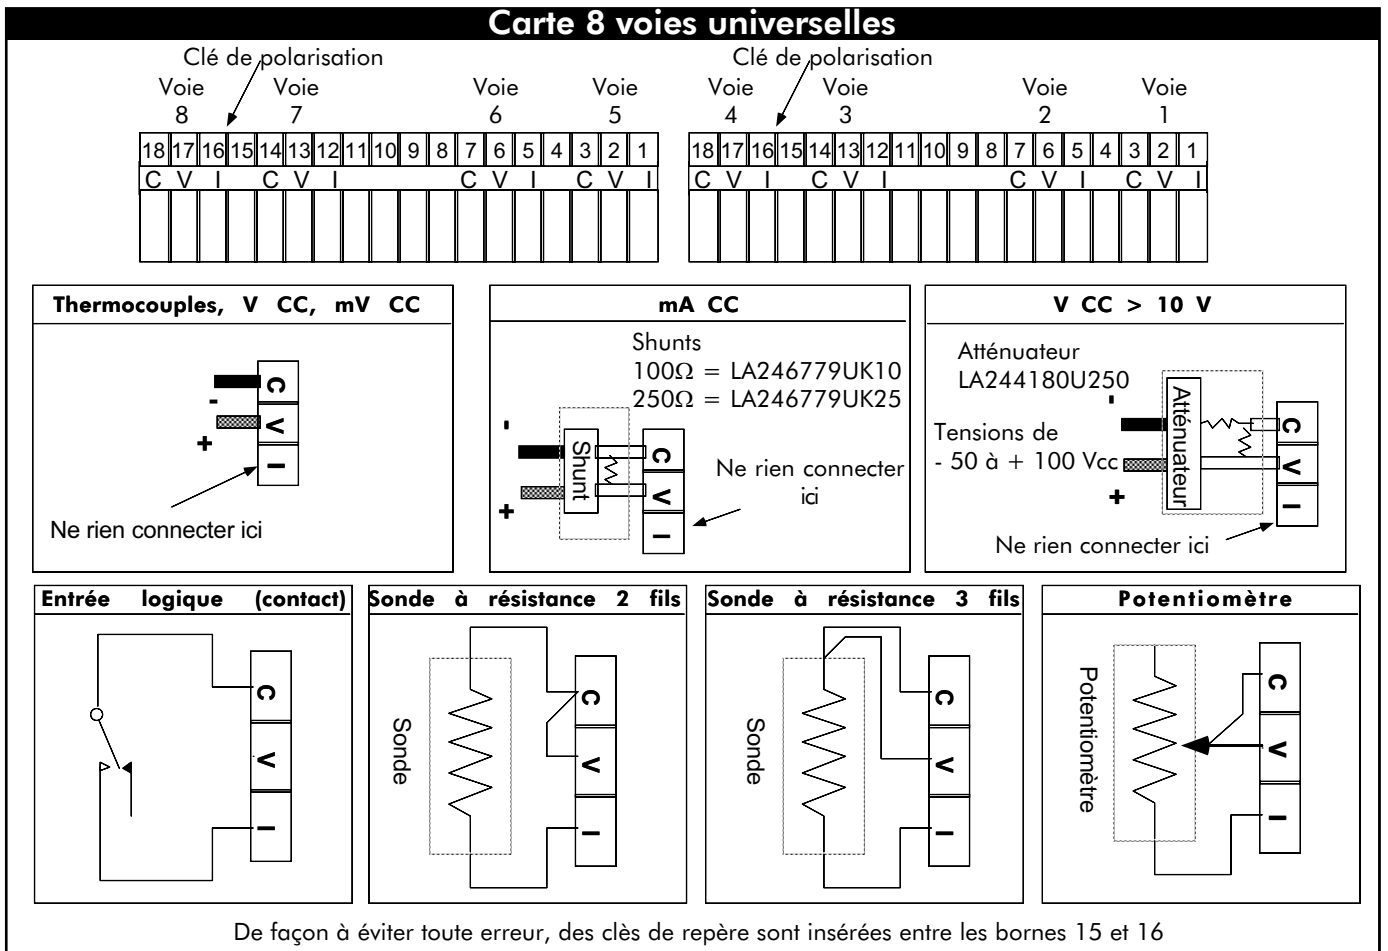 Carte 8 voies universelles
Clé de polarisation Clé de polarisation
Voie Voie Voie Voie Voie Voie Voie Voie
8 7 6 5 4 3 2 1
18 17 16 15 14 13 12 11 10 9 8 7 6 5 4 3 2 1 18 17 16 15 14 13 12 11 10 9 8 7 6 5 4 3 2 1
C V I C V I C V I C V I C V I C V I C V I C V I
Thermocouples, V CC, mV CC
C
V
I
-
+
Ne rien connecter ici
mA CC
Shunts
100Ω = LA246779UK10
250Ω = LA246779UK25
-
+
Shunt
C
V
I
Ne rien connecter
ici
V CC > 10 V
Atténuateur
LA244180U250
-
Tensions de
- 50 à + 100 Vcc
+
Atténuateur
C
V
I
Ne rien connecter ici
Entrée logique (contact)
C
V
I
Sonde à résistance 2 fils
Sonde
C
V
I
Sonde à résistance 3 fils
Sonde
C
V
I
Potentiomètre
Potentiomètre
C
V
I
De façon à éviter toute erreur, des clès de repère sont insérées entre les bornes 15 et 16